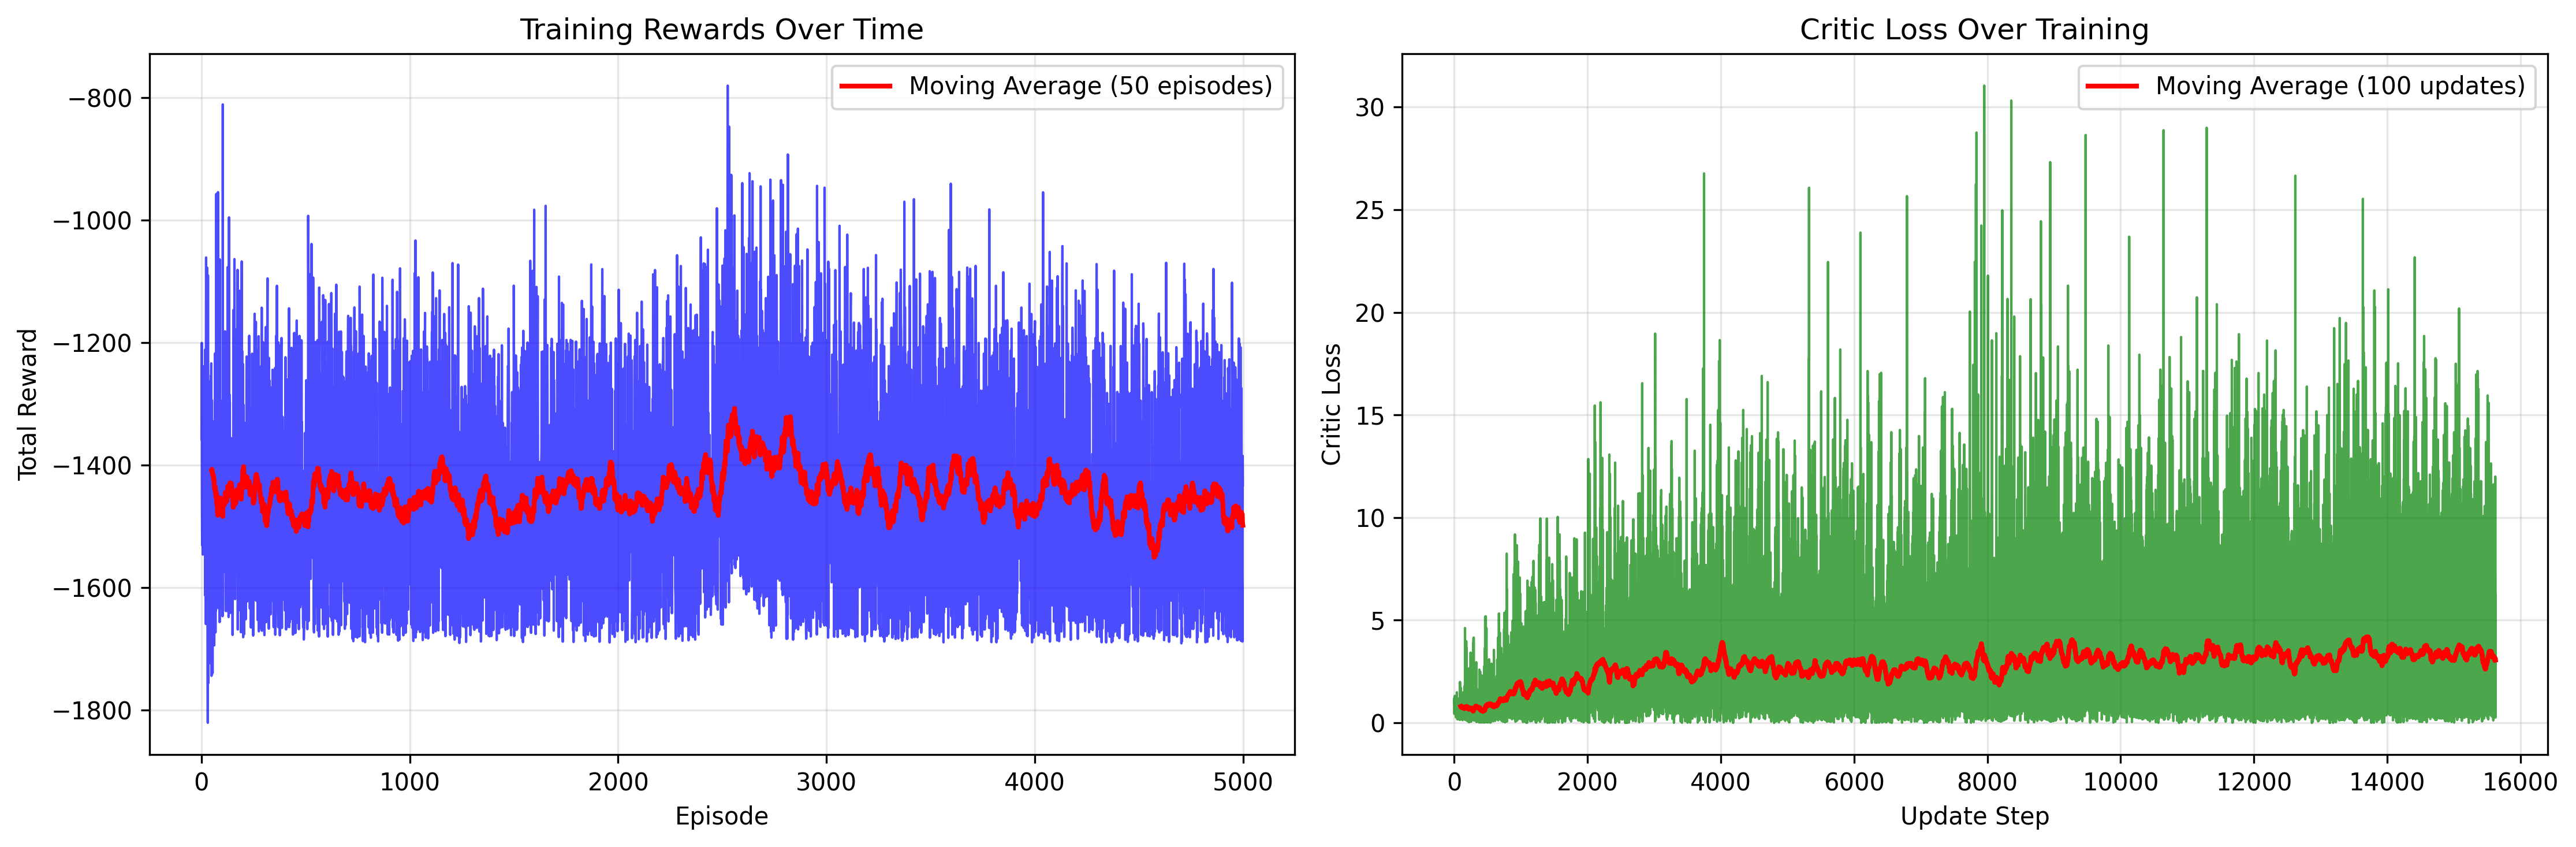 Training Rewards Over Time
Moving Average (50 episodes)
−800
−1000
−1200
−1400
−1600
−1800
Total Reward
0 1000 2000 3000 4000 5000
Episode
Critic Loss Over Training
Moving Average (100 updates)
30
25
20
15
10
5
0
Critic Loss
0 2000 4000 6000 8000 10000 12000 14000 16000
Update Step